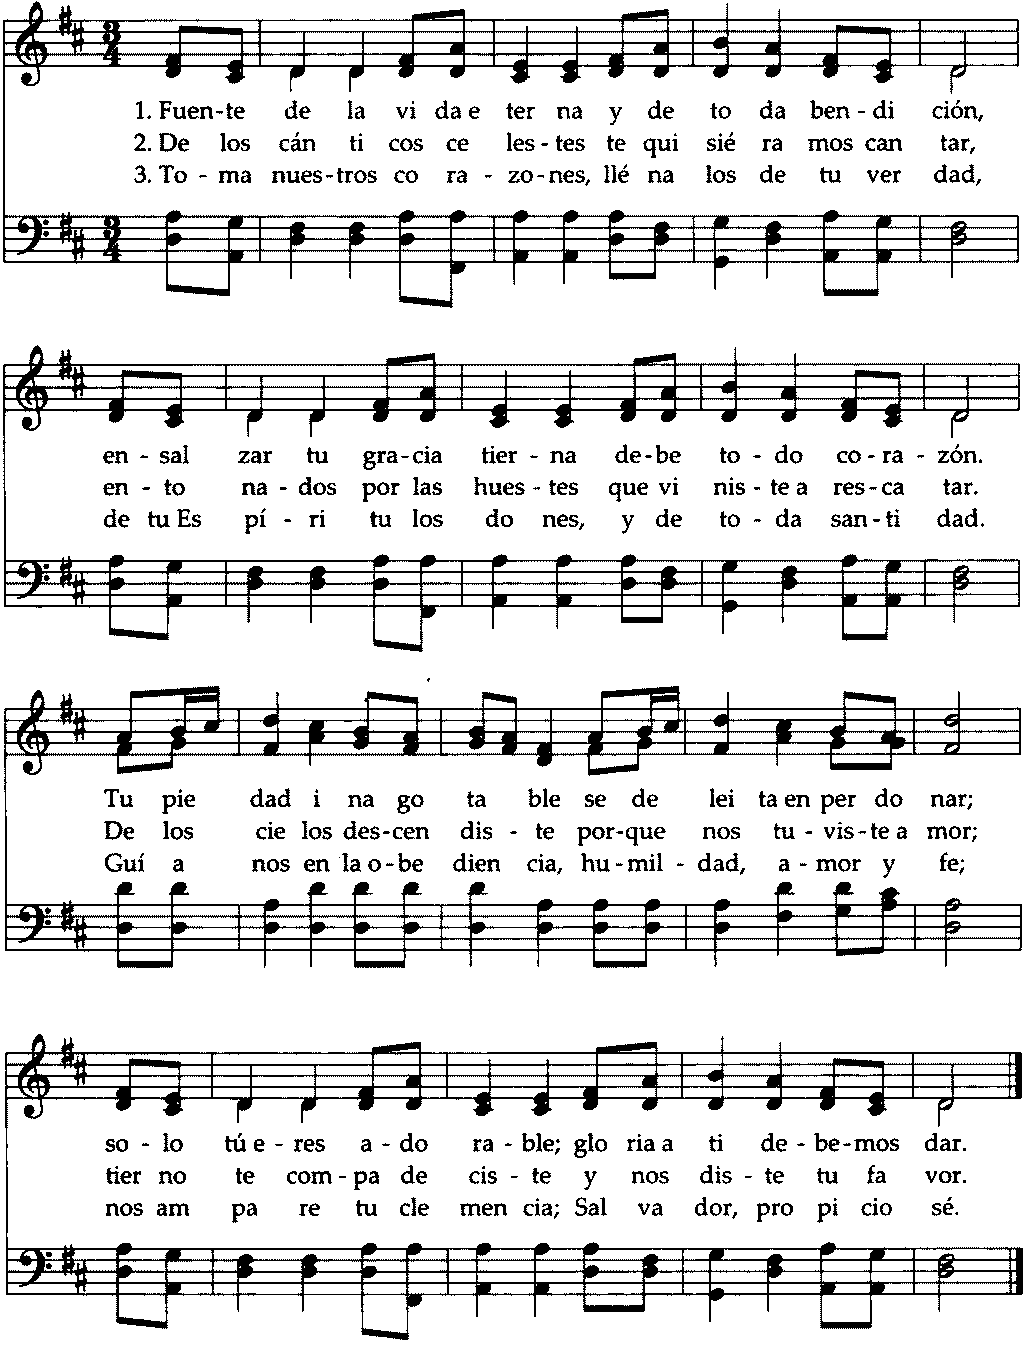 3 4
1. Fuen-te de la vi da e ter na y de to da ben-di ción,
2. De los cán ti cos ce les-tes te qui sié ra mos can tar,
3. To-ma nues-tros co ra-zo-nes, llé na los de tu ver dad,
3 4
en-sal zar tu gra-cia tier-na de-be to-do co-ra-zón.
en-to na-dos por las hues-tes que vi nis-te a res-ca tar.
de tu Es pí-ri tu los do nes, y de to-da san-ti dad.
Tu pie dad i na go ta ble se de lei ta en per do nar;
De los cie los des-cen dis-te por-que nos tu-vis-te a mor;
Guí a nos en la o-be dien cia, hu-mil-dad, a-mor y fe;
so-lo tú e-res a-do ra-ble; glo ria a ti de-be-mos dar.
tier no te com-pa de cis-te y nos dis-te tu fa vor.
nos am pa re tu cle men cia; Sal va dor, pro pi cio sé.